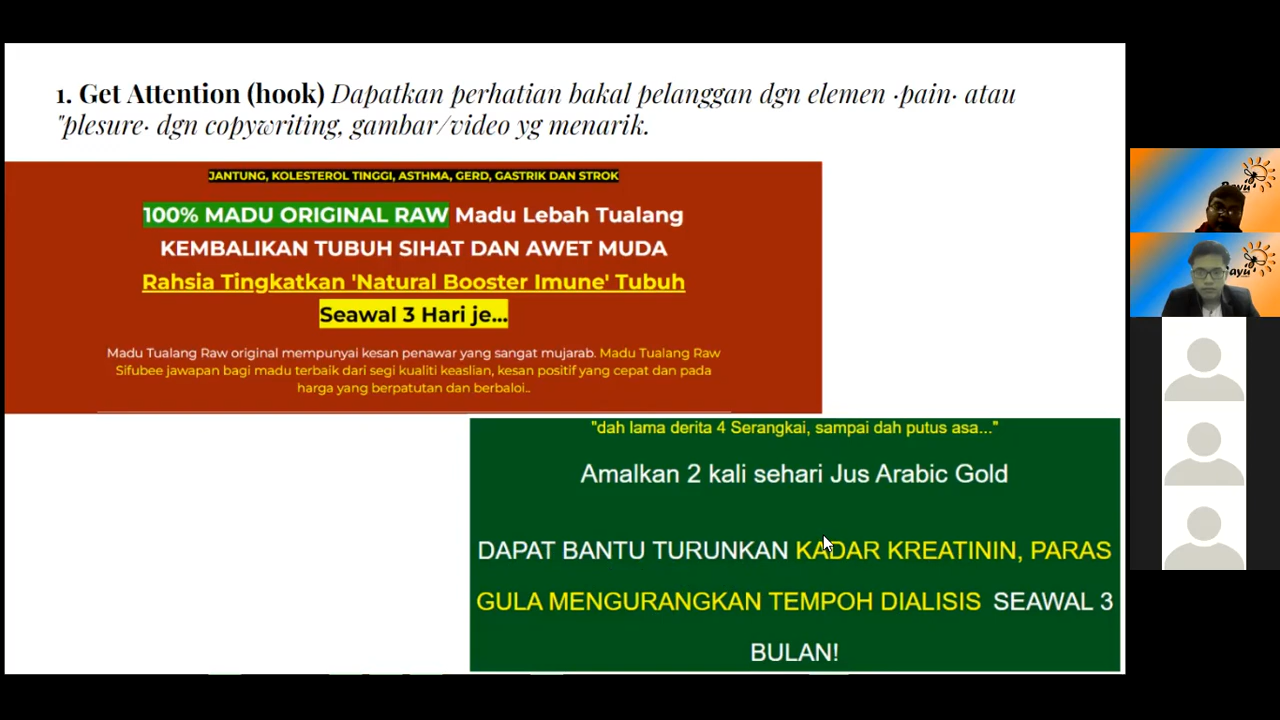 1. Get Attention (hook) Dapatkan perhatian bakal pelanggan dgn elemen ·pain· atau
"plesure· dgn copywriting, gambar/video yg menarik.
JANTUNG, KOLESTEROL TINGGI, ASTHMA, GERD, GASTRIK DAN STROK
100% MADU ORIGINAL RAW Madu Lebah Tualang
KEMBALIKAN TUBUH SIHAT DAN AWET MUDA
Rahsia Tingkatkan 'Natural Booster Imune' Tubuh
Seawal 3 Hari je...
Madu Tualang Raw original mempunyai kesan penawar yang sangat mujarab. Madu Tualang Raw
Sifubee jawapan bagi madu terbaik dari segi kualiti keaslian, kesan positif yang cepat dan pada
harga yang berpatutan dan berbaloi..
"dah lama derita 4 Serangkai, sampai dah putus asa..."
Amalkan 2 kali sehari Jus Arabic Gold
DAPAT BANTU TURUNKAN KADAR KREATININ, PARAS
GULA MENGURANGKAN TEMPOH DIALISIS SEAWAL 3
BULAN!